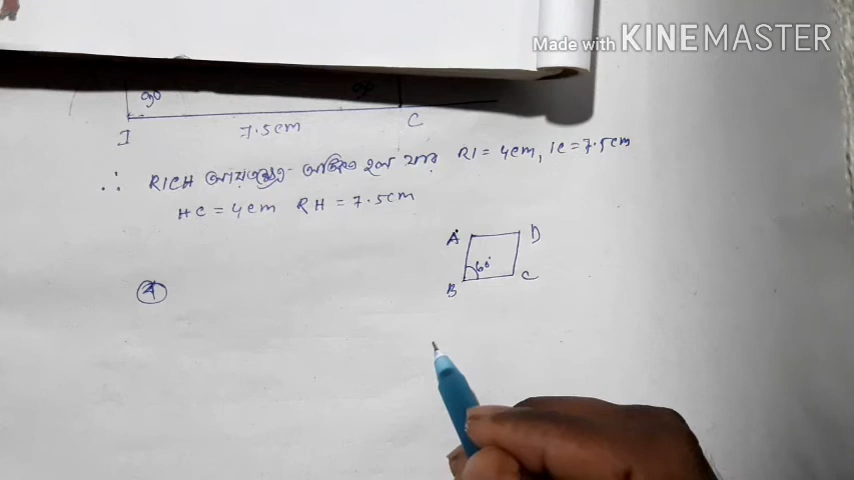 Made with KINEMASTER
90 90
I 7.5cm C
∴ RICH আয়তক্ষেত্র অঙ্কিত হল যার RI = 4cm, IC = 7.5cm
HC = 4cm RH = 7.5cm
A D
60°
B C
④